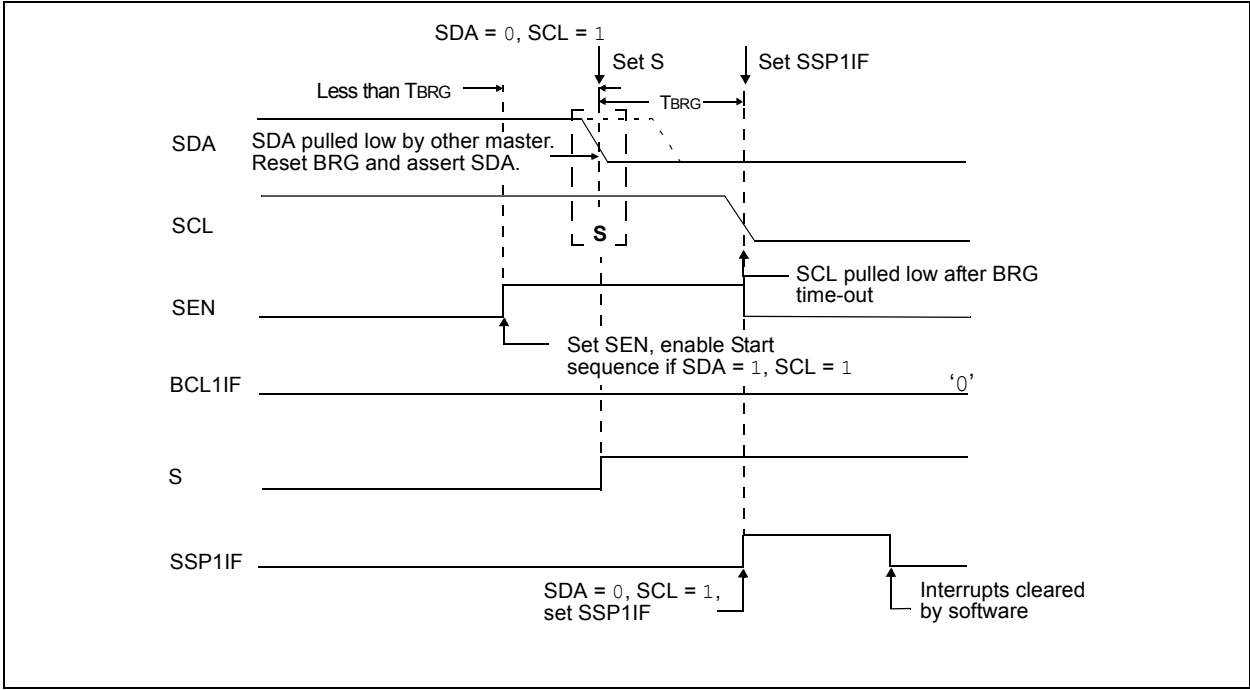 SDA = 0, SCL = 1
Set S
Set SSP1IF
Less than TBRG
TBRG
SDA
SDA pulled low by other master.
Reset BRG and assert SDA.
SCL
S
SCL pulled low after BRG
time-out
SEN
Set SEN, enable Start
sequence if SDA = 1, SCL = 1
BCL1IF
‘0’
S
SSP1IF
SDA = 0, SCL = 1,
set SSP1IF
Interrupts cleared
by software